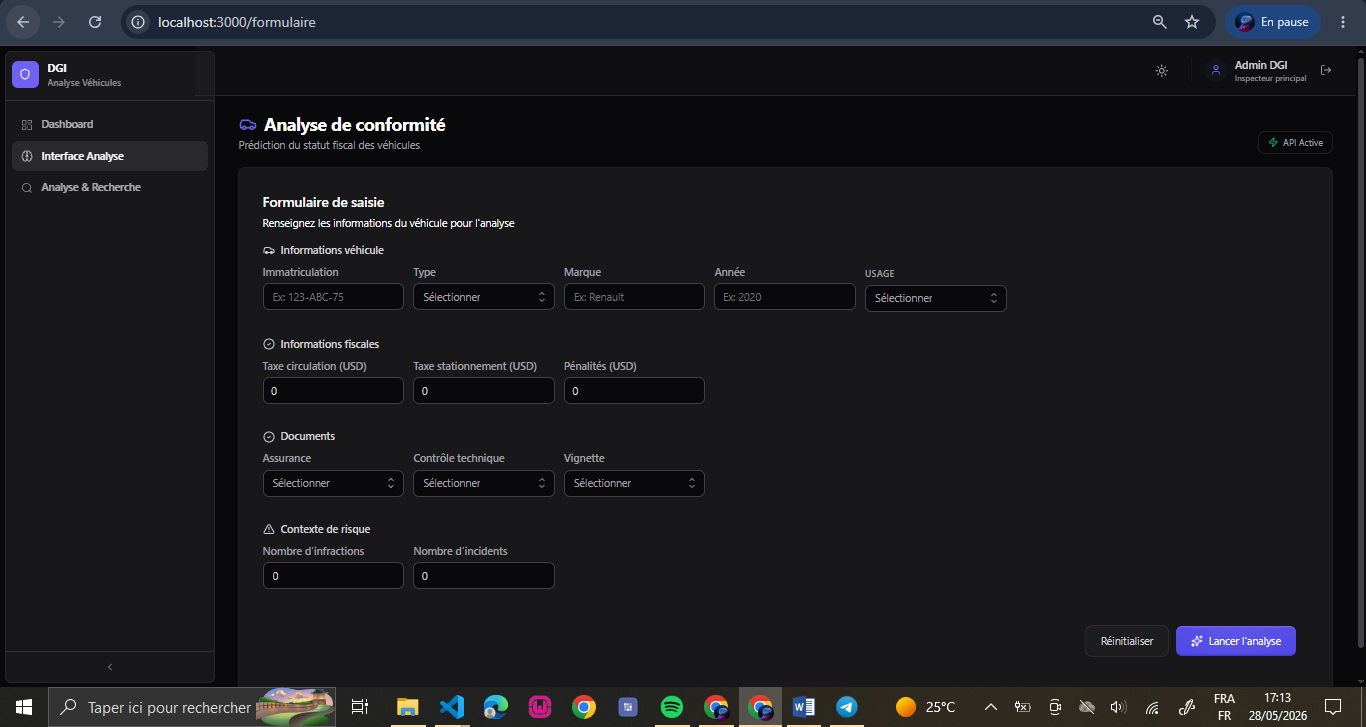 localhost:3000/formulaire
En pause
DGI
Analyse Véhicules
Admin DGI
Inspecteur principal
Dashboard
Interface Analyse
Analyse & Recherche
Analyse de conformité
Prédiction du statut fiscal des véhicules
API Active
Formulaire de saisie
Renseignez les informations du véhicule pour l'analyse
Informations véhicule
Immatriculation Type Marque Année USAGE
Ex: 123-ABC-75 Sélectionner Ex: Renault Ex: 2020 Sélectionner
Informations fiscales
Taxe circulation (USD) Taxe stationnement (USD) Pénalités (USD)
0 0 0
Documents
Assurance Contrôle technique Vignette
Sélectionner Sélectionner Sélectionner
Contexte de risque
Nombre d'infractions Nombre d'incidents
0 0
Réinitialiser Lancer l'analyse
Taper ici pour rechercher
25°C
FRA
FR
17:13
28/05/2026